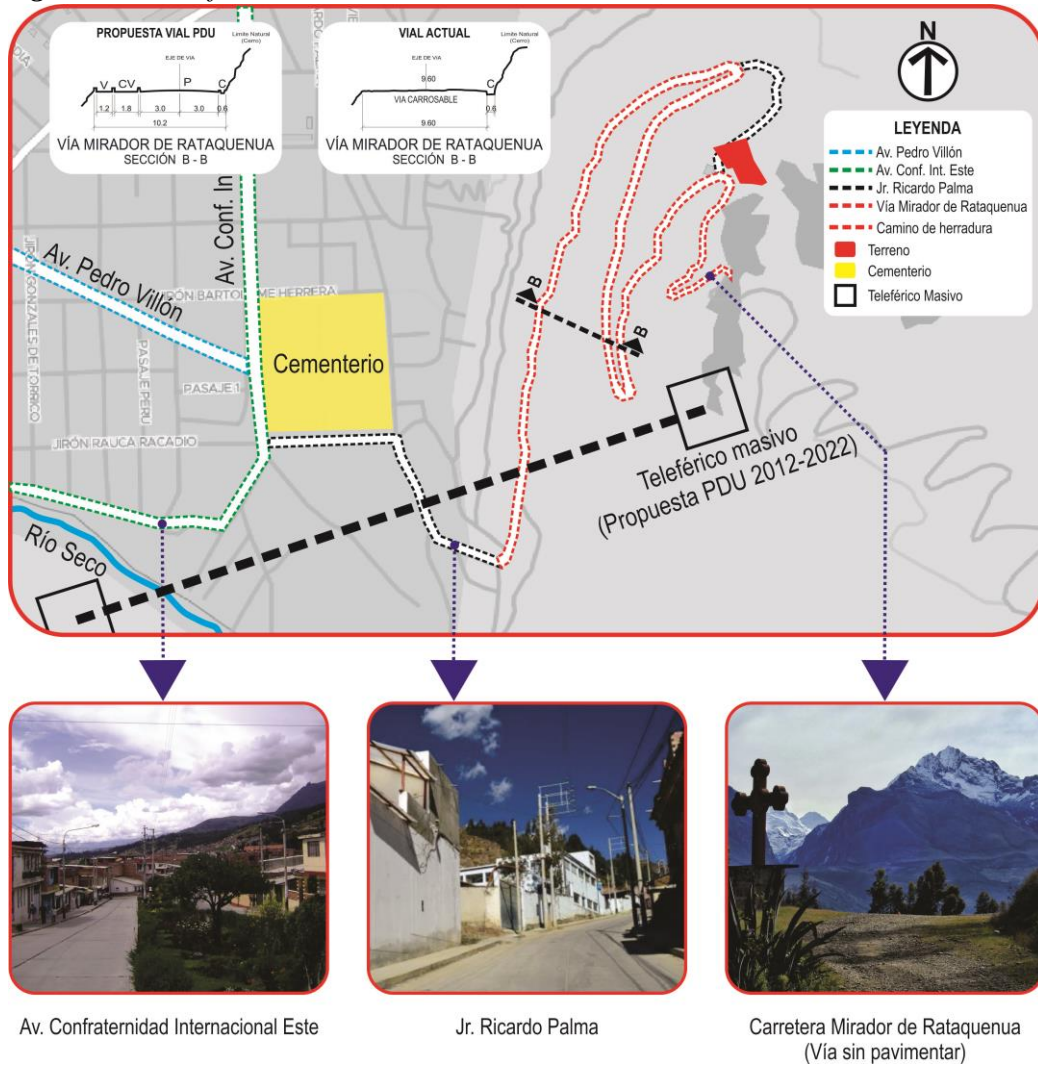 PROPUESTA VIAL PDU
Limite Natural
(Cerro)
EJE DE VIA
V CV P C
1.2 1.8 3.0 3.0 0.6
10.2
VÍA MIRADOR DE RATAQUENUA
SECCIÓN B - B
VIAL ACTUAL
Limite Natural
(Cerro)
EJE DE VIA
9.60
C
VIA CARROSABLE
0.6
9.60
VÍA MIRADOR DE RATAQUENUA
SECCIÓN B - B
N
LEYENDA
Av. Pedro Villón
Av. Conf. Int. Este
Jr. Ricardo Palma
Vía Mirador de Rataquenua
Camino de herradura
Terreno
Cementerio
Teleférico Masivo
Av. Conf. In
Av. Pedro Villón
JIRÓN GONZALES DE TORRICO
PASAJE PERU
PASAJE 1
JIRÓN RAUCA RACADIO
Cementerio
B
B
Teleférico masivo
(Propuesta PDU 2012-2022)
Río Seco
Av. Confraternidad Internacional Este
Jr. Ricardo Palma
Carretera Mirador de Rataquenua
(Vía sin pavimentar)